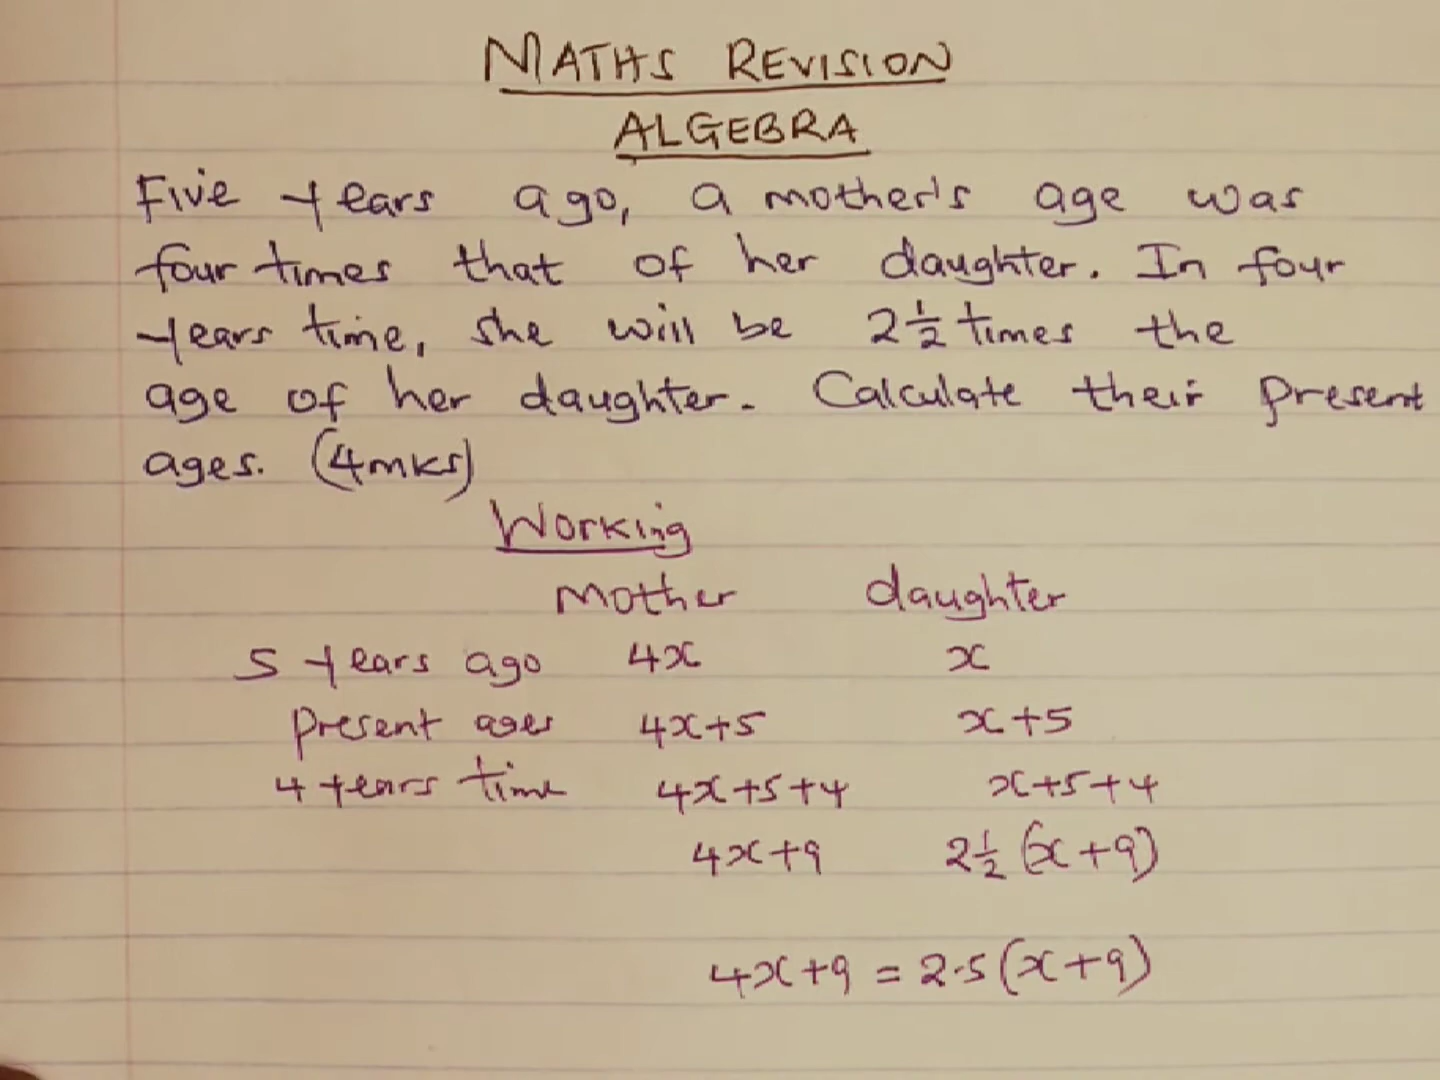 MATHS REVISION
ALGEBRA
Five years ago, a mother's age was
four times that of her daughter. In four
years time, she will be 2½ times the
age of her daughter. Calculate their present
ages. (4mks)
Working
Mother daughter
5 years ago 4x x
Present ages 4x+5 x+5
4 years time 4x+5+4 x+5+4
4x+9 2½(x+9)
4x+9 = 2.5(x+9)